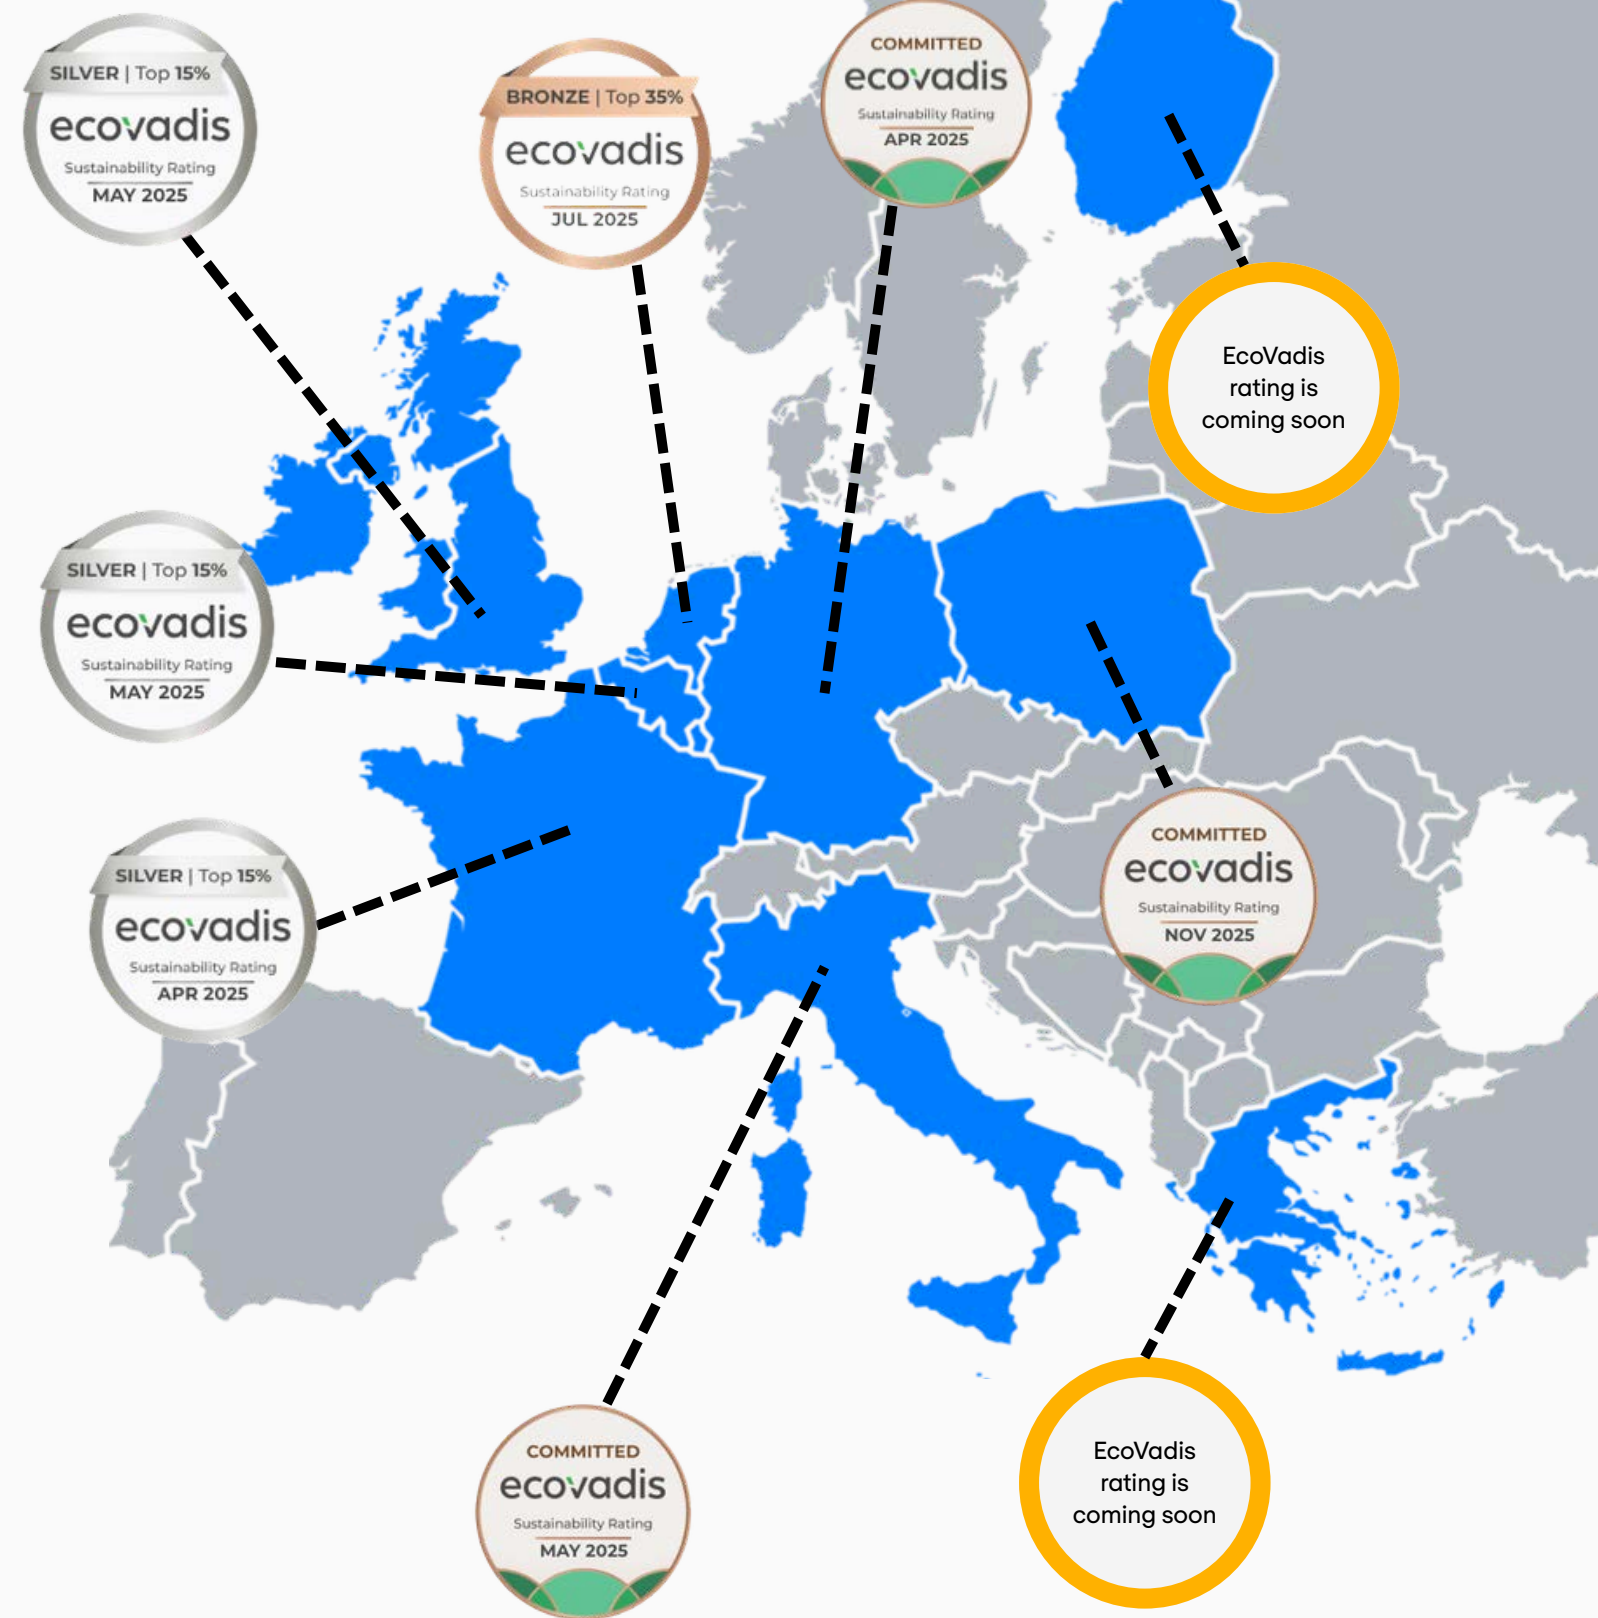 SILVER | Top 15%
ecovadis
Sustainability Rating
MAY 2025
BRONZE | Top 35%
ecovadis
Sustainability Rating
JUL 2025
COMMITTED
ecovadis
Sustainability Rating
APR 2025
EcoVadis
rating is
coming soon
SILVER | Top 15%
ecovadis
Sustainability Rating
MAY 2025
SILVER | Top 15%
ecovadis
Sustainability Rating
APR 2025
COMMITTED
ecovadis
Sustainability Rating
NOV 2025
COMMITTED
ecovadis
Sustainability Rating
MAY 2025
EcoVadis
rating is
coming soon